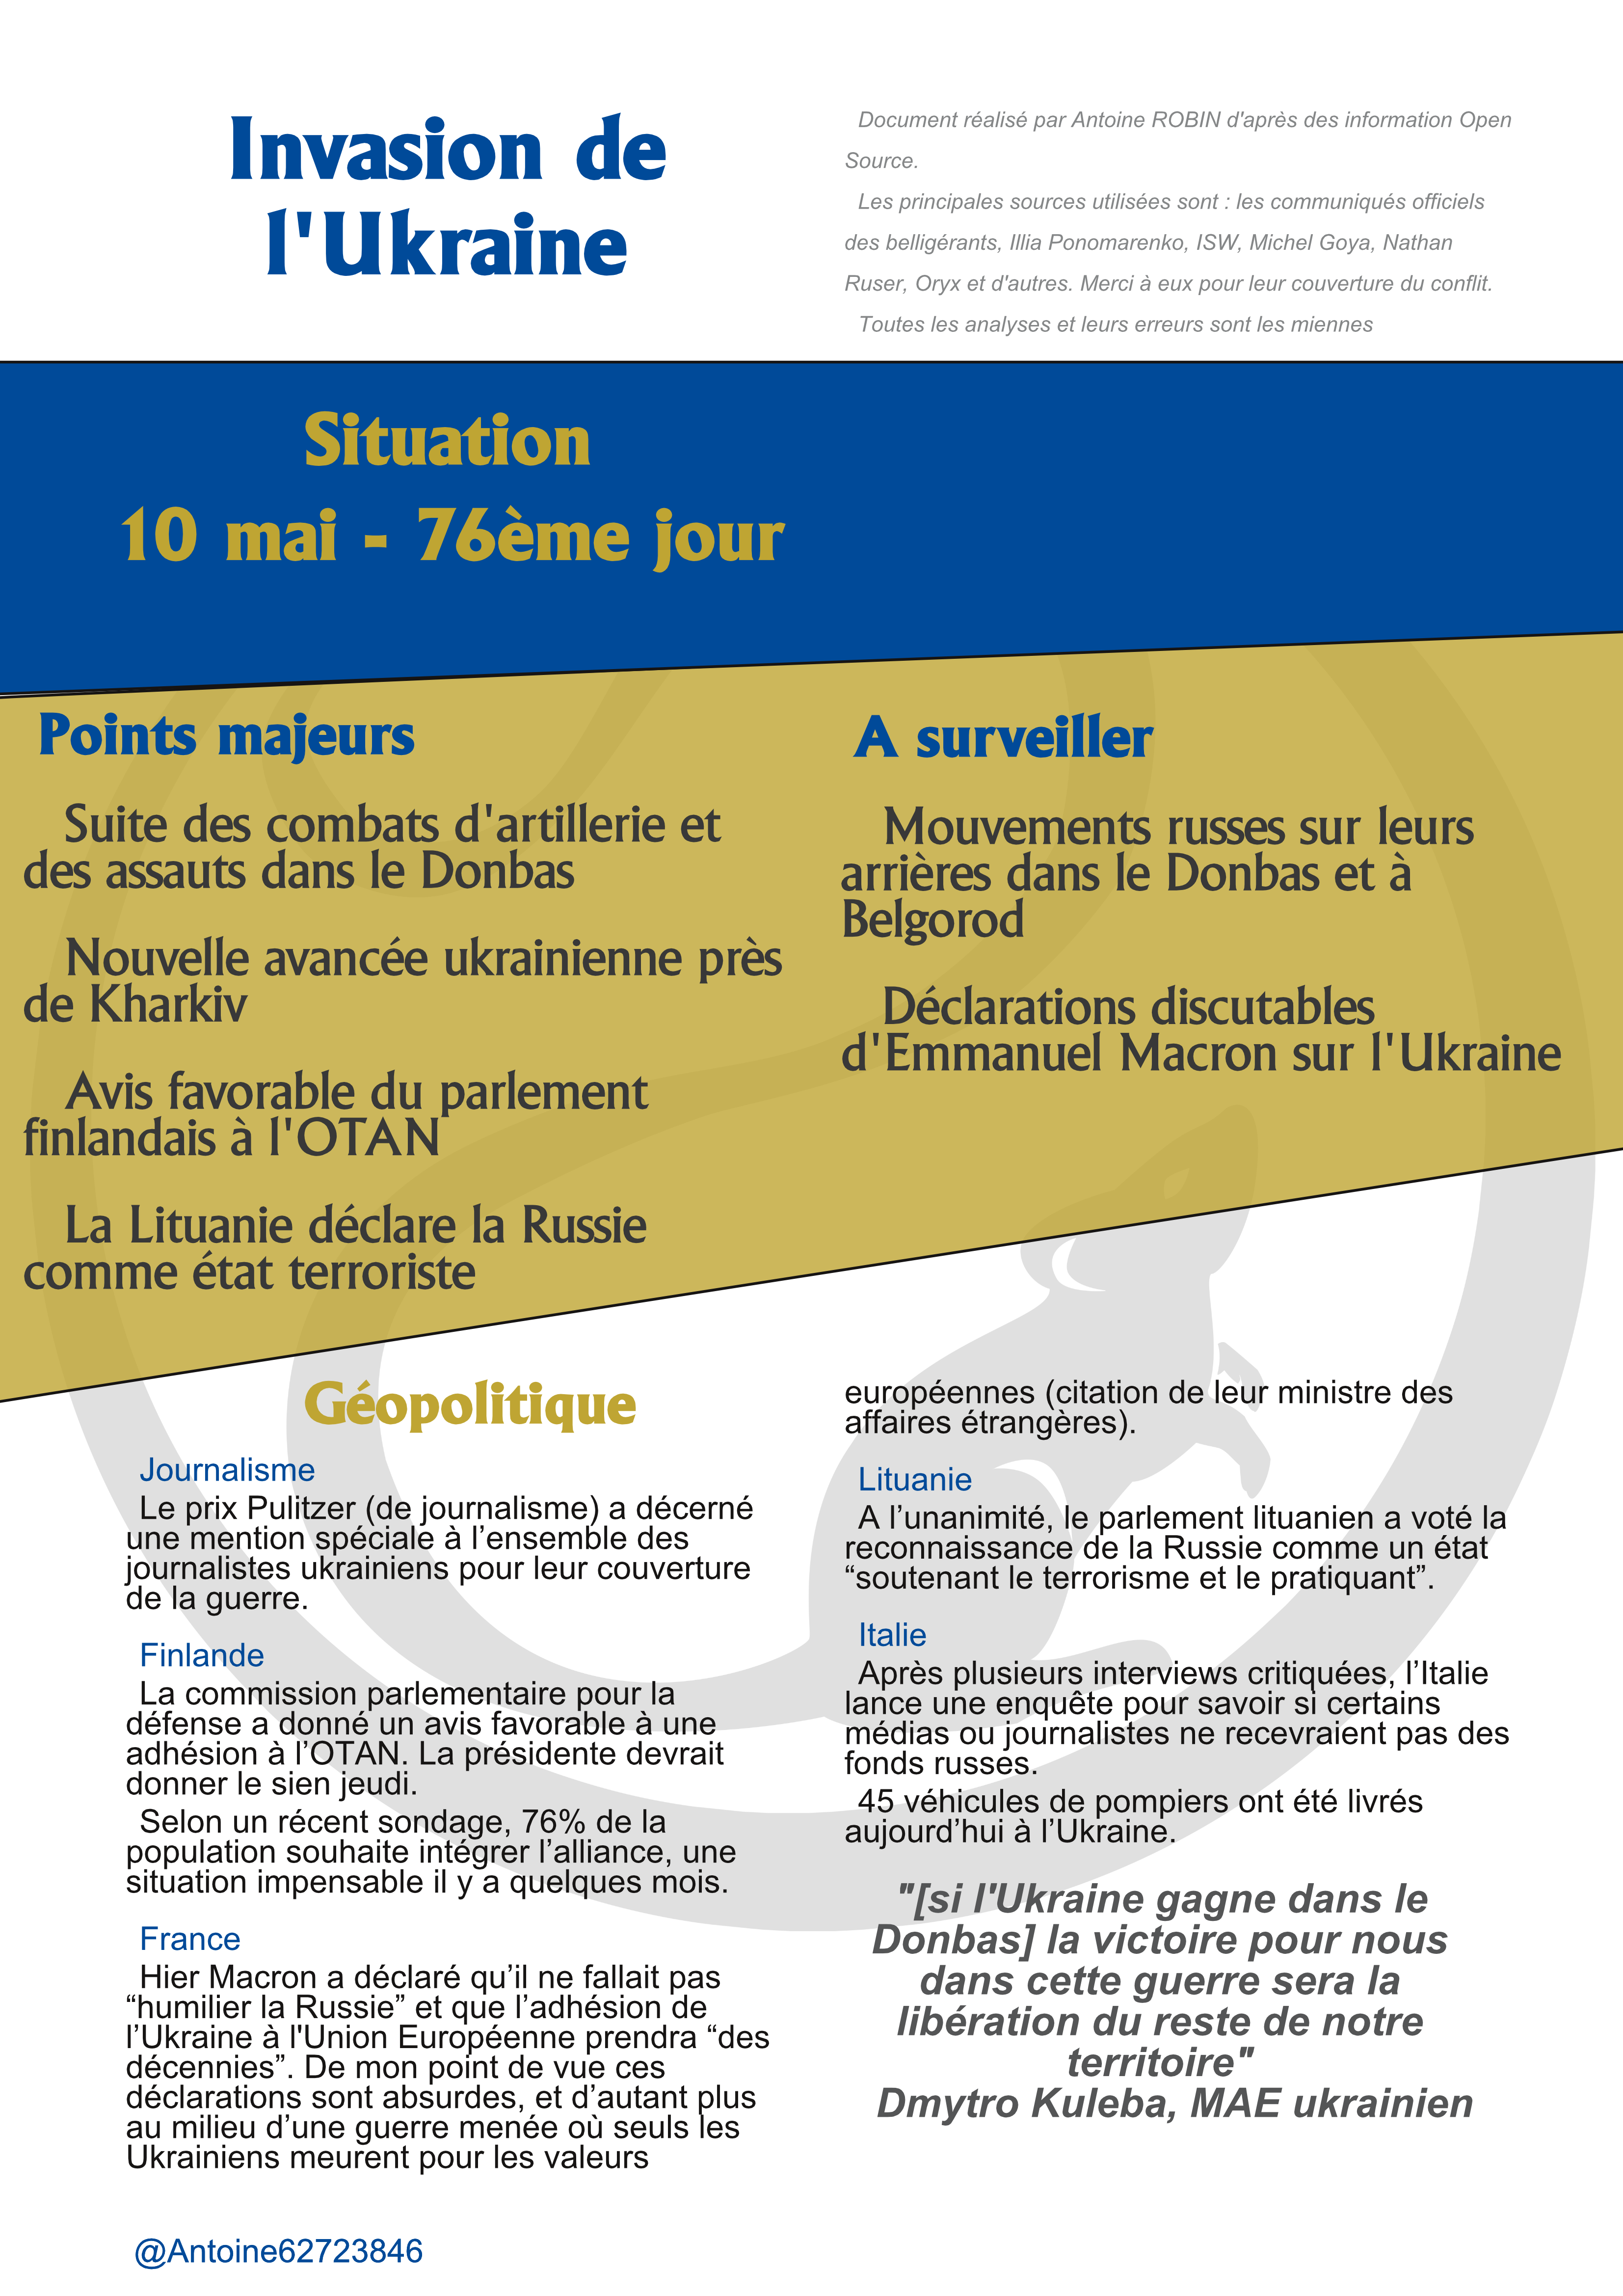 Invasion de
l'Ukraine
Document réalisé par Antoine ROBIN d'après des information Open
Source.
Les principales sources utilisées sont : les communiqués officiels
des belligérants, Illia Ponomarenko, ISW, Michel Goya, Nathan
Ruser, Oryx et d'autres. Merci à eux pour leur couverture du conflit.
Toutes les analyses et leurs erreurs sont les miennes
Situation
10 mai - 76ème jour
Points majeurs
Suite des combats d'artillerie et
des assauts dans le Donbas
Nouvelle avancée ukrainienne près
de Kharkiv
Avis favorable du parlement
finlandais à l'OTAN
La Lituanie déclare la Russie
comme état terroriste
A surveiller
Mouvements russes sur leurs
arrières dans le Donbas et à
Belgorod
Déclarations discutables
d'Emmanuel Macron sur l'Ukraine
Géopolitique
Journalisme
Le prix Pulitzer (de journalisme) a décerné
une mention spéciale à l’ensemble des
journalistes ukrainiens pour leur couverture
de la guerre.
Finlande
La commission parlementaire pour la
défense a donné un avis favorable à une
adhésion à l’OTAN. La présidente devrait
donner le sien jeudi.
Selon un récent sondage, 76% de la
population souhaite intégrer l’alliance, une
situation impensable il y a quelques mois.
France
Hier Macron a déclaré qu’il ne fallait pas
“humilier la Russie” et que l’adhésion de
l’Ukraine à l'Union Européenne prendra “des
décennies”. De mon point de vue ces
déclarations sont absurdes, et d’autant plus
au milieu d’une guerre menée où seuls les
Ukrainiens meurent pour les valeurs
européennes (citation de leur ministre des
affaires étrangères).
Lituanie
A l’unanimité, le parlement lituanien a voté la
reconnaissance de la Russie comme un état
“soutenant le terrorisme et le pratiquant”.
Italie
Après plusieurs interviews critiquées, l’Italie
lance une enquête pour savoir si certains
médias ou journalistes ne recevraient pas des
fonds russes.
45 véhicules de pompiers ont été livrés
aujourd’hui à l’Ukraine.
"[si l'Ukraine gagne dans le
Donbas] la victoire pour nous
dans cette guerre sera la
libération du reste de notre
territoire"
Dmytro Kuleba, MAE ukrainien
@Antoine62723846